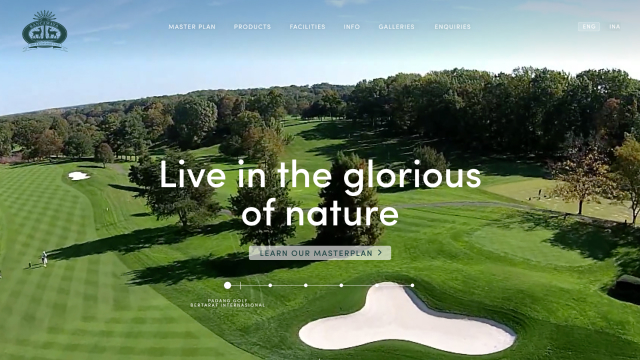 MASTER PLAN
PRODUCTS
FACILITIES
INFO
GALLERIES
ENQUIRIES
ENG
INA
Live in the glorious
of nature
LEARN OUR MASTERPLAN >
PADANG GOLF
BERTARAF INTERNASIONAL